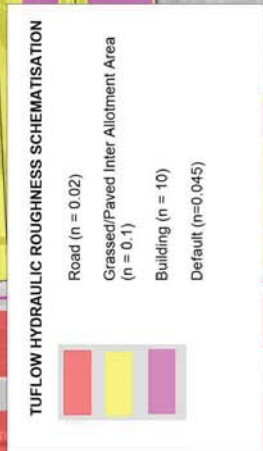 TUFLOW HYDRAULIC ROUGHNESS SCHEMATISATION
Road (n = 0.02)
Grassed/Paved Inter Allotment Area
(n = 0.1)
Building (n = 10)
Default (n=0.045)